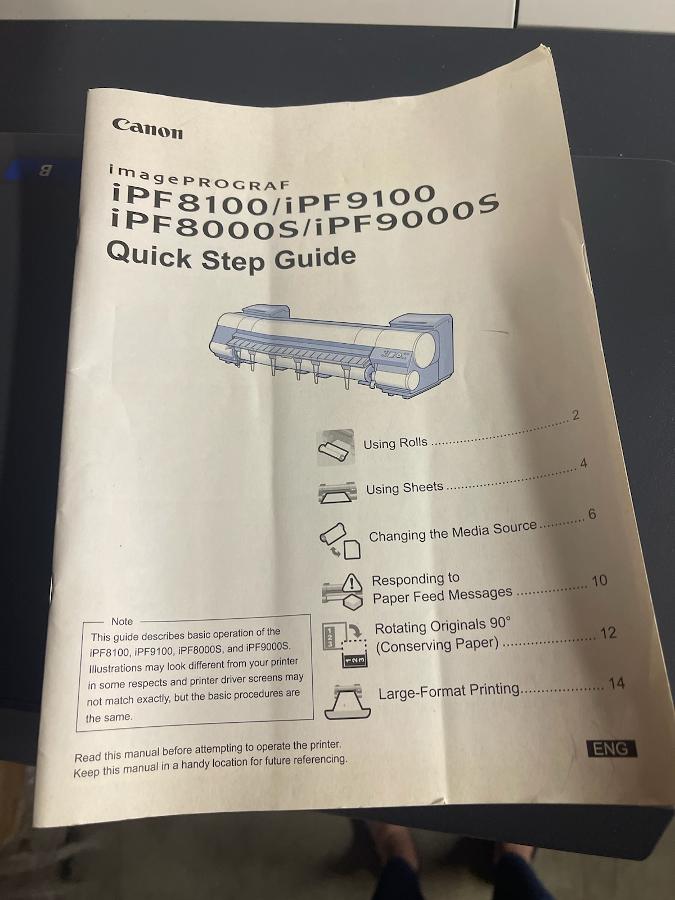 Canon
imagePROGRAF
iPF8100/iPF9100
iPF8000S/iPF9000S
Quick Step Guide
Using Rolls ........................................ 2
Using Sheets ..................................... 4
Changing the Media Source ............ 6
Responding to
Paper Feed Messages .................. 10
Rotating Originals 90°
(Conserving Paper) ........................ 12
Large-Format Printing ..................... 14
Note
This guide describes basic operation of the
iPF8100, iPF9100, iPF8000S, and iPF9000S.
Illustrations may look different from your printer
in some respects and printer driver screens may
not match exactly, but the basic procedures are
the same.
Read this manual before attempting to operate the printer.
Keep this manual in a handy location for future referencing.
ENG